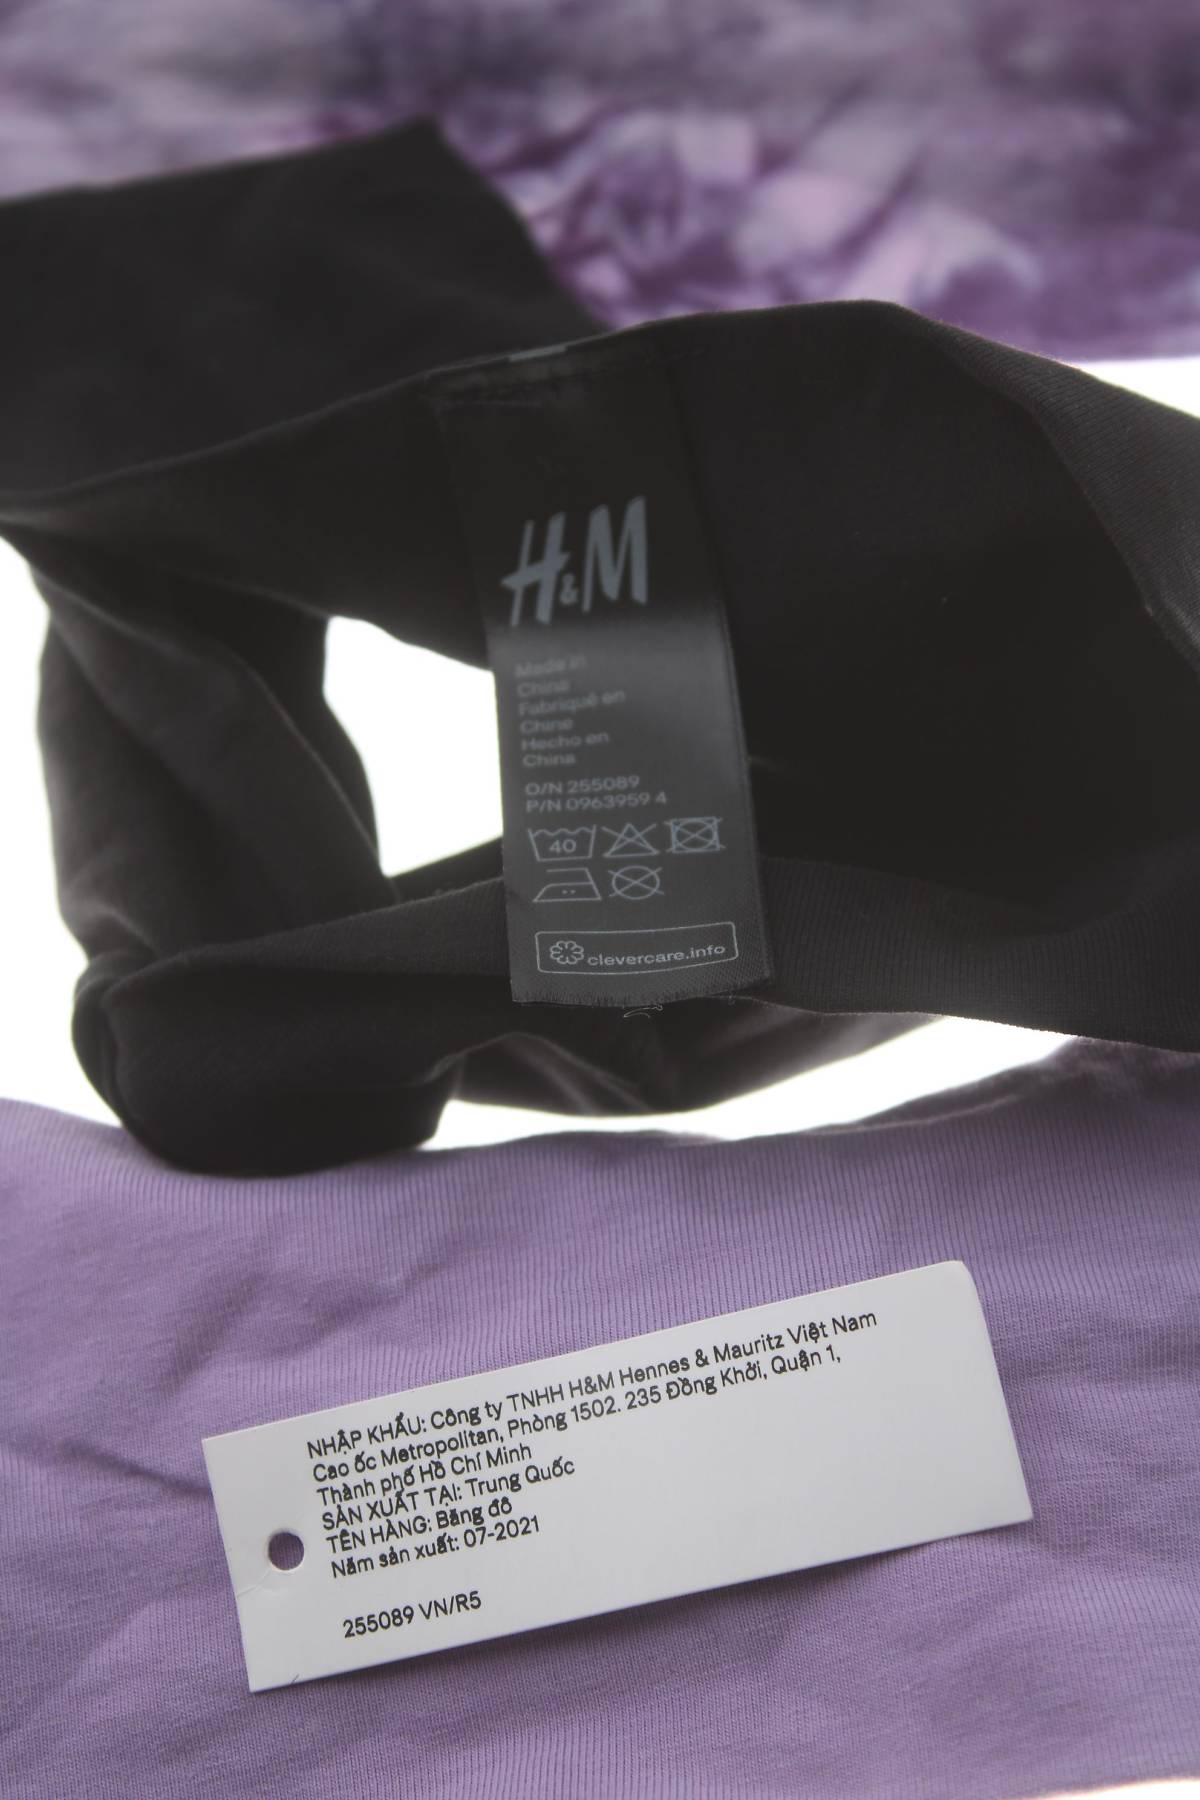 H&M
Made in
China
Fabriqué en
Chine
Hecho en
China
O/N 255089
P/N 0963959 4
40
clevercare.info
NHẬP KHẨU: Công ty TNHH H&M Hennes & Mauritz Việt Nam
Cao ốc Metropolitan, Phòng 1502. 235 Đồng Khởi, Quận 1,
Thành phố Hồ Chí Minh
SẢN XUẤT TẠI: Trung Quốc
TÊN HÀNG: Băng đô
Năm sản xuất: 07-2021
255089 VN/R5